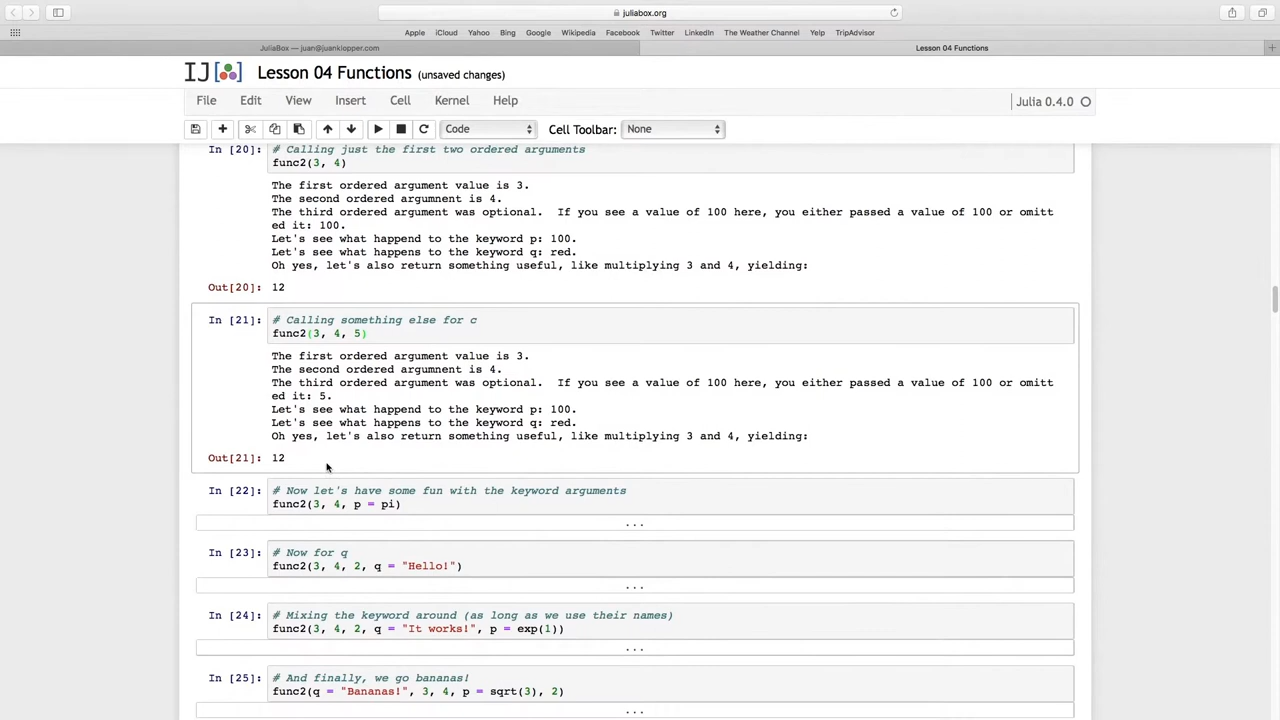 juliabox.org
Apple iCloud Yahoo Bing Google Wikipedia Facebook Twitter LinkedIn The Weather Channel Yelp TripAdvisor
JuliaBox — juan@juanklopper.com
Lesson 04 Functions
IJ[ ] Lesson 04 Functions (unsaved changes)
File Edit View Insert Cell Kernel Help
Julia 0.4.0
Code Cell Toolbar: None
In [20]: # Calling just the first two ordered arguments
func2(3, 4)
The first ordered argument value is 3.
The second ordered argumnent is 4.
The third ordered argument was optional.  If you see a value of 100 here, you either passed a value of 100 or omitt
ed it: 100.
Let's see what happend to the keyword p: 100.
Let's see what happens to the keyword q: red.
Oh yes, let's also return something useful, like multiplying 3 and 4, yielding:
Out[20]: 12
In [21]: # Calling something else for c
func2(3, 4, 5)
The first ordered argument value is 3.
The second ordered argumnent is 4.
The third ordered argument was optional.  If you see a value of 100 here, you either passed a value of 100 or omitt
ed it: 5.
Let's see what happend to the keyword p: 100.
Let's see what happens to the keyword q: red.
Oh yes, let's also return something useful, like multiplying 3 and 4, yielding:
Out[21]: 12
In [22]: # Now let's have some fun with the keyword arguments
func2(3, 4, p = pi)
...
In [23]: # Now for q
func2(3, 4, 2, q = "Hello!")
...
In [24]: # Mixing the keyword around (as long as we use their names)
func2(3, 4, 2, q = "It works!", p = exp(1))
...
In [25]: # And finally, we go bananas!
func2(q = "Bananas!", 3, 4, p = sqrt(3), 2)
...